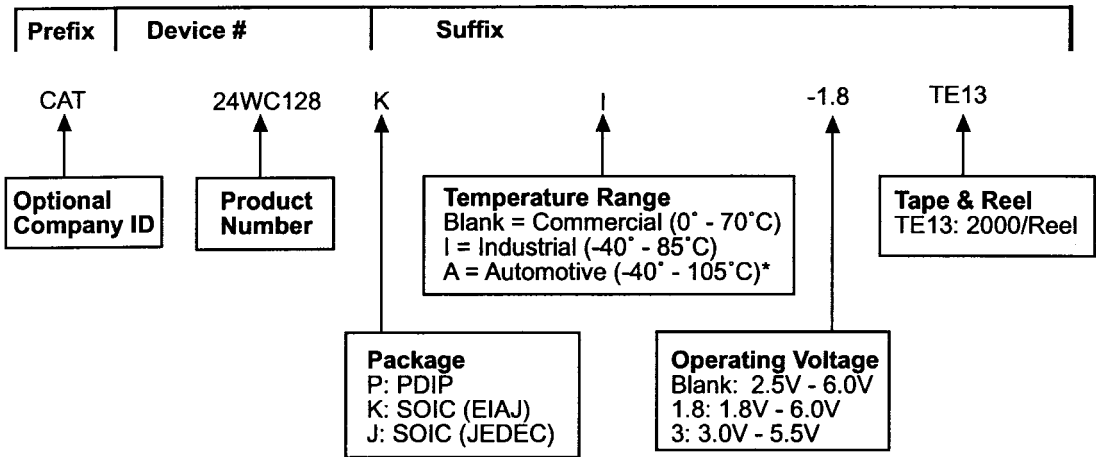 Prefix Device # Suffix
CAT 24WC128 K I -1.8 TE13
Optional
Company ID
Product
Number
Temperature Range
Blank = Commercial (0˚ - 70˚C)
I = Industrial (-40˚ - 85˚C)
A = Automotive (-40˚ - 105˚C)*
Tape & Reel
TE13: 2000/Reel
Package
P: PDIP
K: SOIC (EIAJ)
J: SOIC (JEDEC)
Operating Voltage
Blank: 2.5V - 6.0V
1.8: 1.8V - 6.0V
3: 3.0V - 5.5V